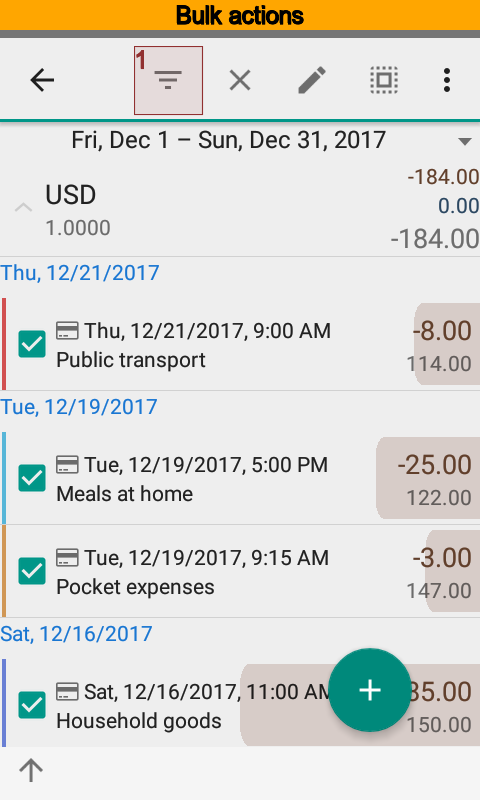 Bulk actions
1
Fri, Dec 1 – Sun, Dec 31, 2017
USD
-184.00
0.00
1.0000
-184.00
Thu, 12/21/2017
Thu, 12/21/2017, 9:00 AM
-8.00
Public transport
114.00
Tue, 12/19/2017
Tue, 12/19/2017, 5:00 PM
-25.00
Meals at home
122.00
Tue, 12/19/2017, 9:15 AM
-3.00
Pocket expenses
147.00
Sat, 12/16/2017
Sat, 12/16/2017, 11:00 AM
35.00
Household goods
150.00